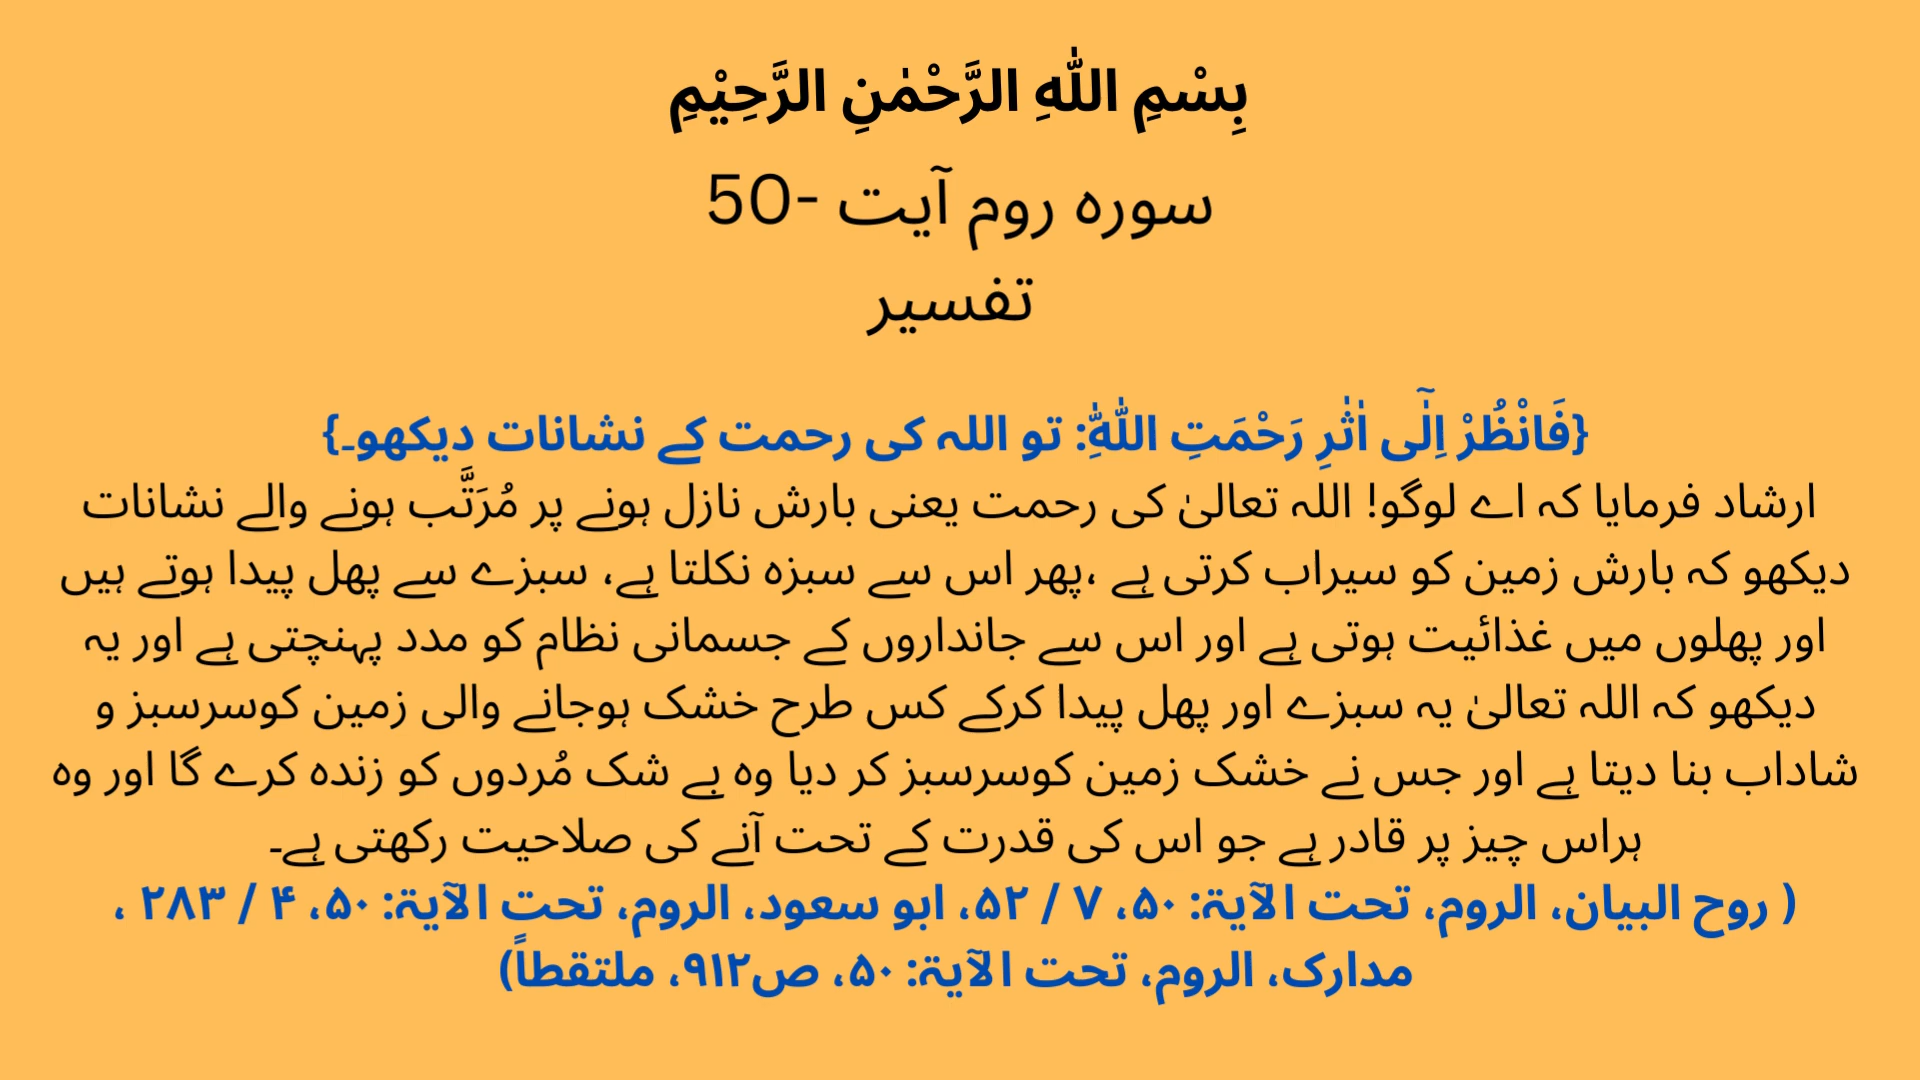 بِسْمِ اللّٰهِ الرَّحْمٰنِ الرَّحِیْمِ
سورہ روم آیت -50
تفسیر
{فَانْظُرْ اِلٰۤى اٰثٰرِ رَحْمَتِ اللّٰهِ: تو اللہ کی رحمت کے نشانات دیکھو۔}
ارشاد فرمایا کہ اے لوگو! اللہ تعالیٰ کی رحمت یعنی بارش نازل ہونے پر مُرَتَّب ہونے والے نشانات
دیکھو کہ بارش زمین کو سیراب کرتی ہے ،پھر اس سے سبزہ نکلتا ہے، سبزے سے پھل پیدا ہوتے ہیں
اور پھلوں میں غذائیت ہوتی ہے اور اس سے جانداروں کے جسمانی نظام کو مدد پہنچتی ہے اور یہ
دیکھو کہ اللہ تعالیٰ یہ سبزے اور پھل پیدا کرکے کس طرح خشک ہوجانے والی زمین کوسرسبز و
شاداب بنا دیتا ہے اور جس نے خشک زمین کوسرسبز کر دیا وہ بے شک مُردوں کو زندہ کرے گا اور وہ
ہراس چیز پر قادر ہے جو اس کی قدرت کے تحت آنے کی صلاحیت رکھتی ہے۔
( روح البیان، الروم، تحت الآیۃ: ۵۰، ۷ / ۵۲، ابو سعود، الروم، تحت الآیۃ: ۵۰، ۴ / ۲۸۳ ،
مدارک، الروم، تحت الآیۃ: ۵۰، ص۹۱۲، ملتقطاً)